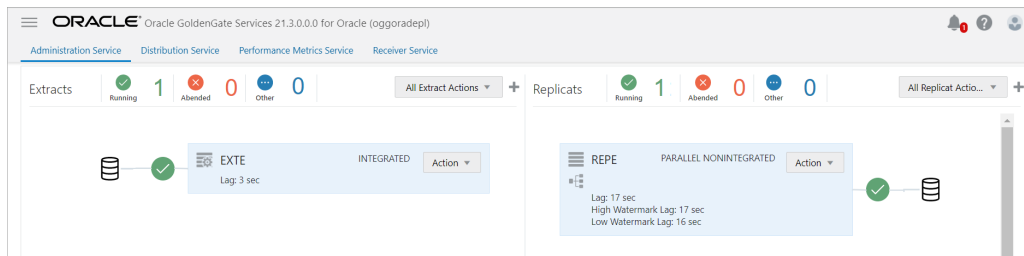 ORACLE® Oracle GoldenGate Services 21.3.0.0.0 for Oracle (oggoradepl)
1
Administration Service Distribution Service Performance Metrics Service Receiver Service
Extracts Running 1 Abended 0 Other 0 All Extract Actions
Replicats Running 1 Abended 0 Other 0 All Replicat Actio...
EXTE INTEGRATED Action
Lag: 3 sec
REPE PARALLEL NONINTEGRATED Action
Lag: 17 sec
High Watermark Lag: 17 sec
Low Watermark Lag: 16 sec